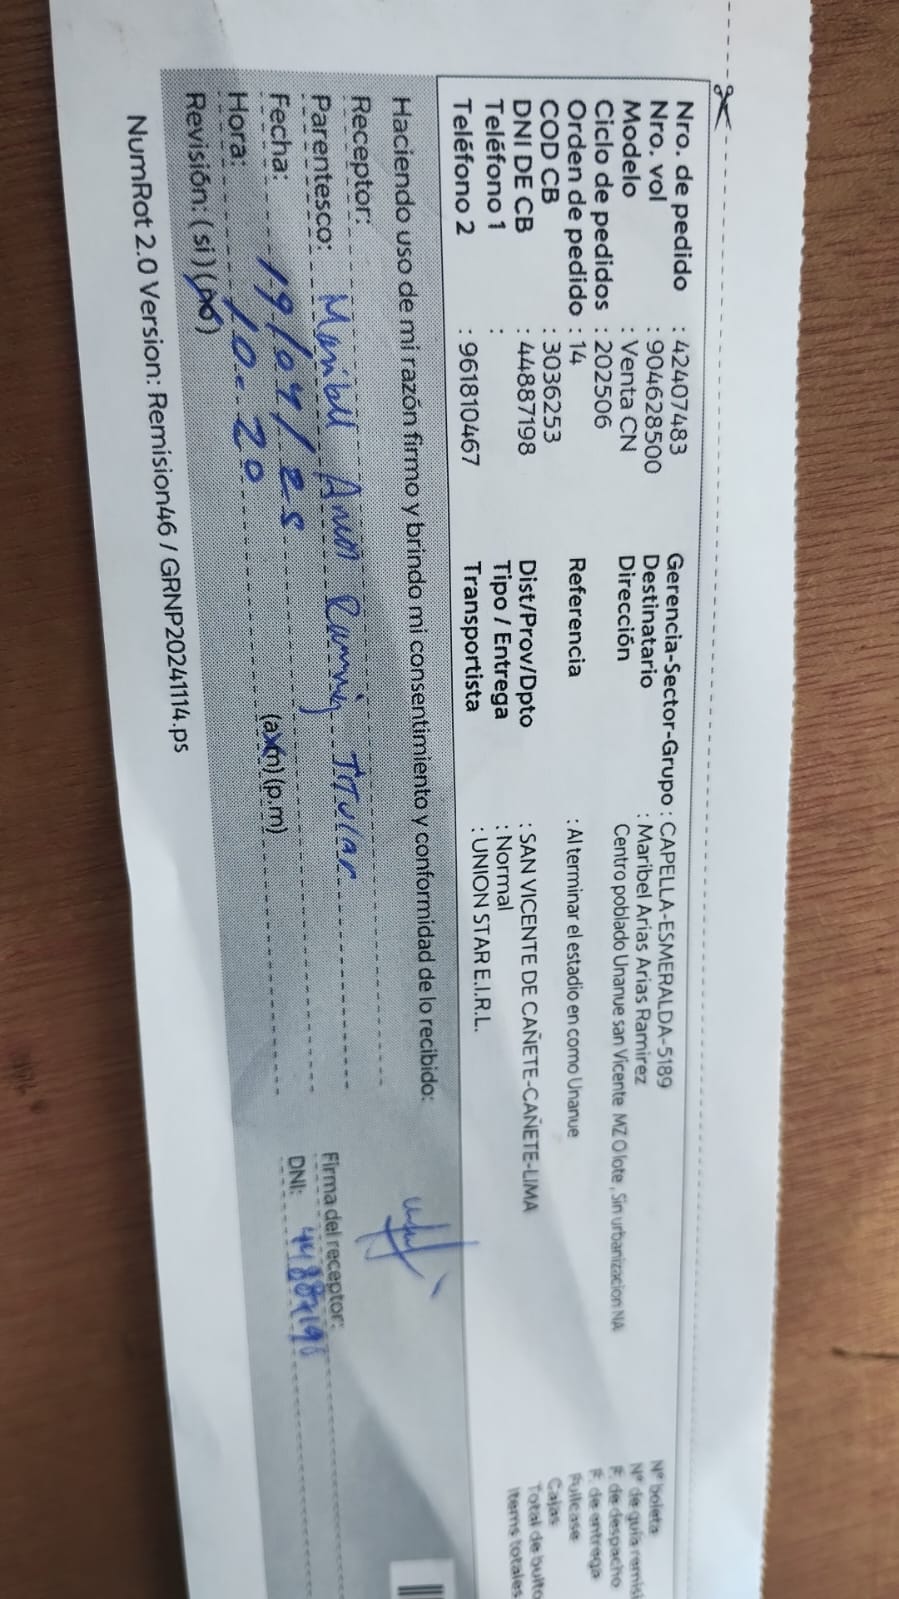 Nro. de pedido : 42407483
Nro. vol : 904628500
Modelo : Venta CN
Ciclo de pedidos : 202506
Orden de pedido : 14
COD CB : 3036253
DNI DE CB : 44887198
Teléfono 1 :
Teléfono 2 : 961810467
Gerencia-Sector-Grupo : CAPELLA-ESMERALDA-5189
Destinatario : Maribel Arias Arias Ramirez
Dirección Centro poblado Unanue san Vicente MZ O lote , Sin urbanizacion NA
Referencia : Al terminar el estadio en como Unanue
Dist/Prov/Dpto : SAN VICENTE DE CAÑETE-CAÑETE-LIMA
Tipo / Entrega : Normal
Transportista : UNION STAR E.I.R.L.
Nº boleta
Nº de guía remisi
F. de despacho
F. de entrega
Fullcase
Cajas
Total de bulto
Items totales
Haciendo uso de mi razón firmo y brindo mi consentimiento y conformidad de lo recibido:
Receptor:
Parentesco: Titular
Fecha: 19/04/25
Hora: 10-20 (a.m) (p.m)
Revisión: (si) (no)
Firma del receptor:
DNI: 44887198
NumRot 2.0 Version: Remision46 / GRNP20241114.ps